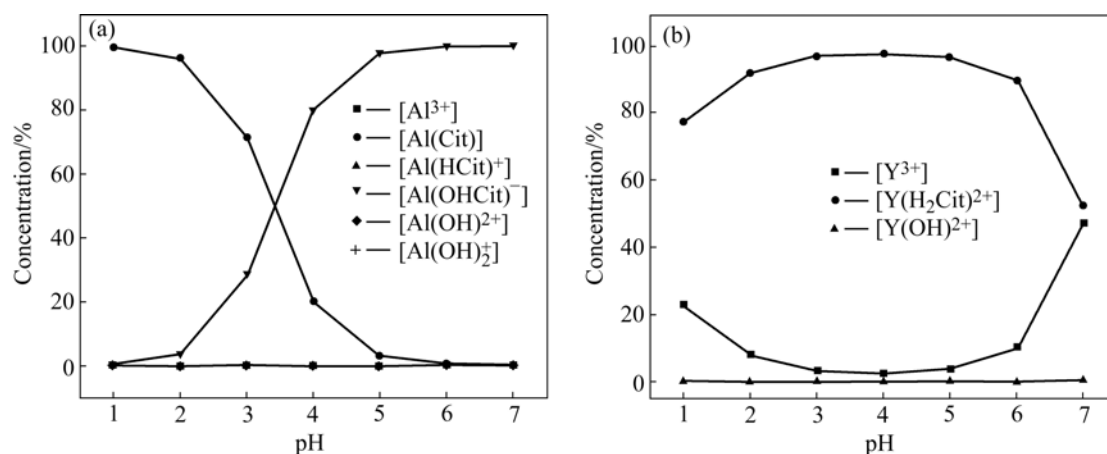 (a)
100
80
60
40
20
0
Concentration/%
1 2 3 4 5 6 7
pH
[Al³⁺]
[Al(Cit)]
[Al(HCit)⁺]
[Al(OHCit)⁻]
[Al(OH)²⁺]
[Al(OH)₂⁺]
(b)
100
80
60
40
20
0
Concentration/%
1 2 3 4 5 6 7
pH
[Y³⁺]
[Y(H₂Cit)²⁺]
[Y(OH)²⁺]